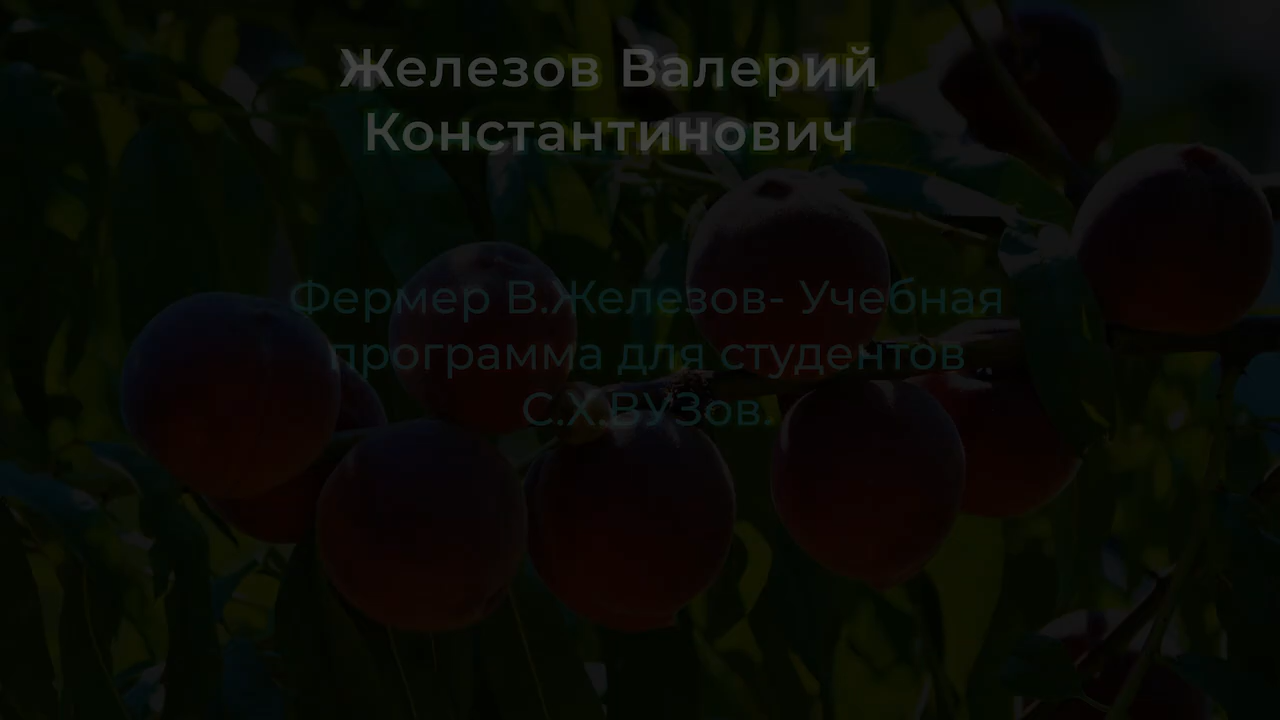 Железов Валерий
Константинович
Фермер В.Железов- Учебная
программа для студентов
С.Х.ВУЗов.